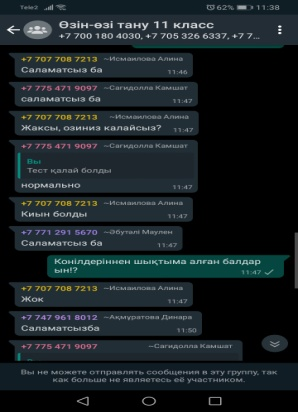 Tele2
62% 11:38
Өзін-өзі тану 11 класс
+7 700 180 4030, +7 705 326 6337, +7 7...
+7 707 708 7213 ~Исмаилова Алина
Саламатсыз ба
11:46
+7 775 471 9097 ~Сагидолла Камшат
саламатсыз ба 11:47
+7 707 708 7213 ~Исмаилова Алина
Жаксы, озиниз калайсыз? 11:47
+7 775 471 9097 ~Сагидолла Камшат
Вы
Тест қалай болды
нормально 11:47
+7 707 708 7213 ~Исмаилова Алина
Киын болды 11:47
+7 771 291 5670 ~Әбутәлі Маулен
Саламатсыз ба 11:47
Көңілдеріннен шықтыма алған балдар
ын!? 11:47
+7 707 708 7213 ~Исмаилова Алина
Жок 11:47
+7 747 961 8012 ~Ақмуратова Динара
Саламатсызба 11:50
+7 775 471 9097 ~Сагидолла Камшат
Вы не можете отправлять сообщения в эту группу, так
как больше не являетесь её участником.